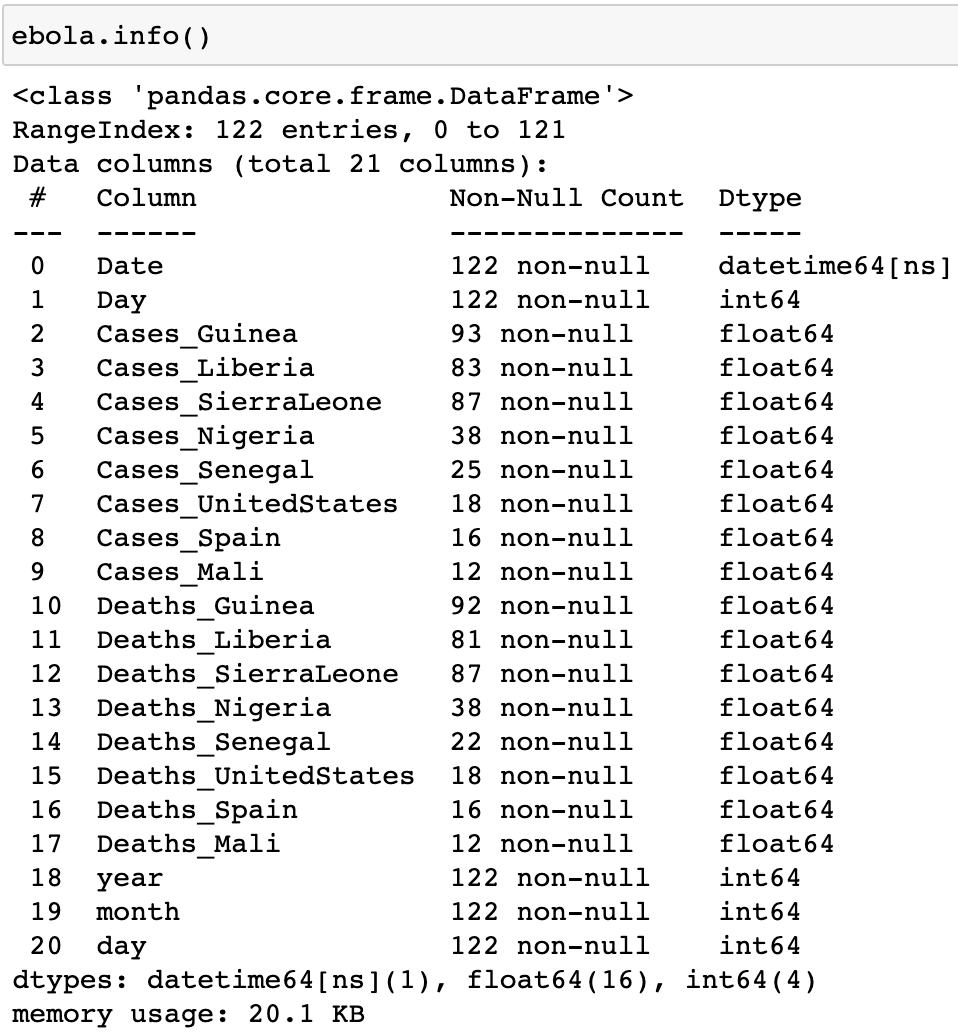 ebola.info()
<class 'pandas.core.frame.DataFrame'>
RangeIndex: 122 entries, 0 to 121
Data columns (total 21 columns):
 #   Column               Non-Null Count  Dtype
---  ------               --------------  -----
 0   Date                 122 non-null    datetime64[ns]
 1   Day                  122 non-null    int64
 2   Cases_Guinea         93 non-null     float64
 3   Cases_Liberia        83 non-null     float64
 4   Cases_SierraLeone    87 non-null     float64
 5   Cases_Nigeria        38 non-null     float64
 6   Cases_Senegal        25 non-null     float64
 7   Cases_UnitedStates   18 non-null     float64
 8   Cases_Spain          16 non-null     float64
 9   Cases_Mali           12 non-null     float64
 10  Deaths_Guinea        92 non-null     float64
 11  Deaths_Liberia       81 non-null     float64
 12  Deaths_SierraLeone   87 non-null     float64
 13  Deaths_Nigeria       38 non-null     float64
 14  Deaths_Senegal       22 non-null     float64
 15  Deaths_UnitedStates  18 non-null     float64
 16  Deaths_Spain         16 non-null     float64
 17  Deaths_Mali          12 non-null     float64
 18  year                 122 non-null    int64
 19  month                122 non-null    int64
 20  day                  122 non-null    int64
dtypes: datetime64[ns](1), float64(16), int64(4)
memory usage: 20.1 KB